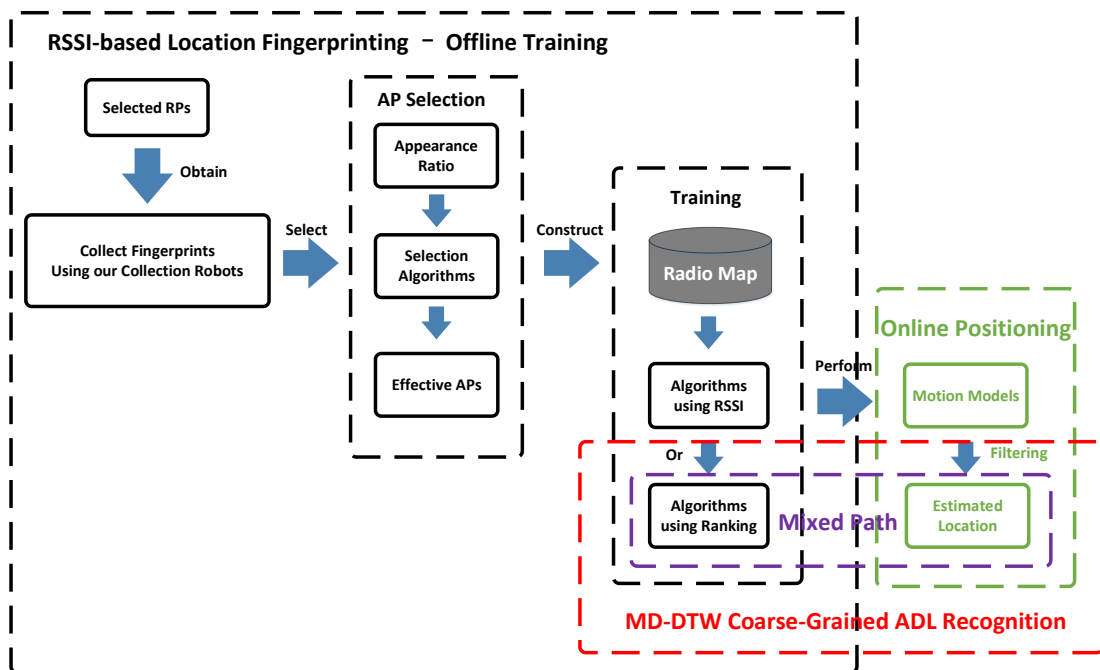 RSSI-based Location Fingerprinting - Offline Training
Selected RPs
Obtain
Collect Fingerprints
Using our Collection Robots
Select
AP Selection
Appearance
Ratio
Selection
Algorithms
Effective APs
Construct
Training
Radio Map
Algorithms
using RSSI
Or
Algorithms
using Ranking
Perform
Online Positioning
Motion Models
Filtering
Estimated
Location
Mixed Path
MD-DTW Coarse-Grained ADL Recognition